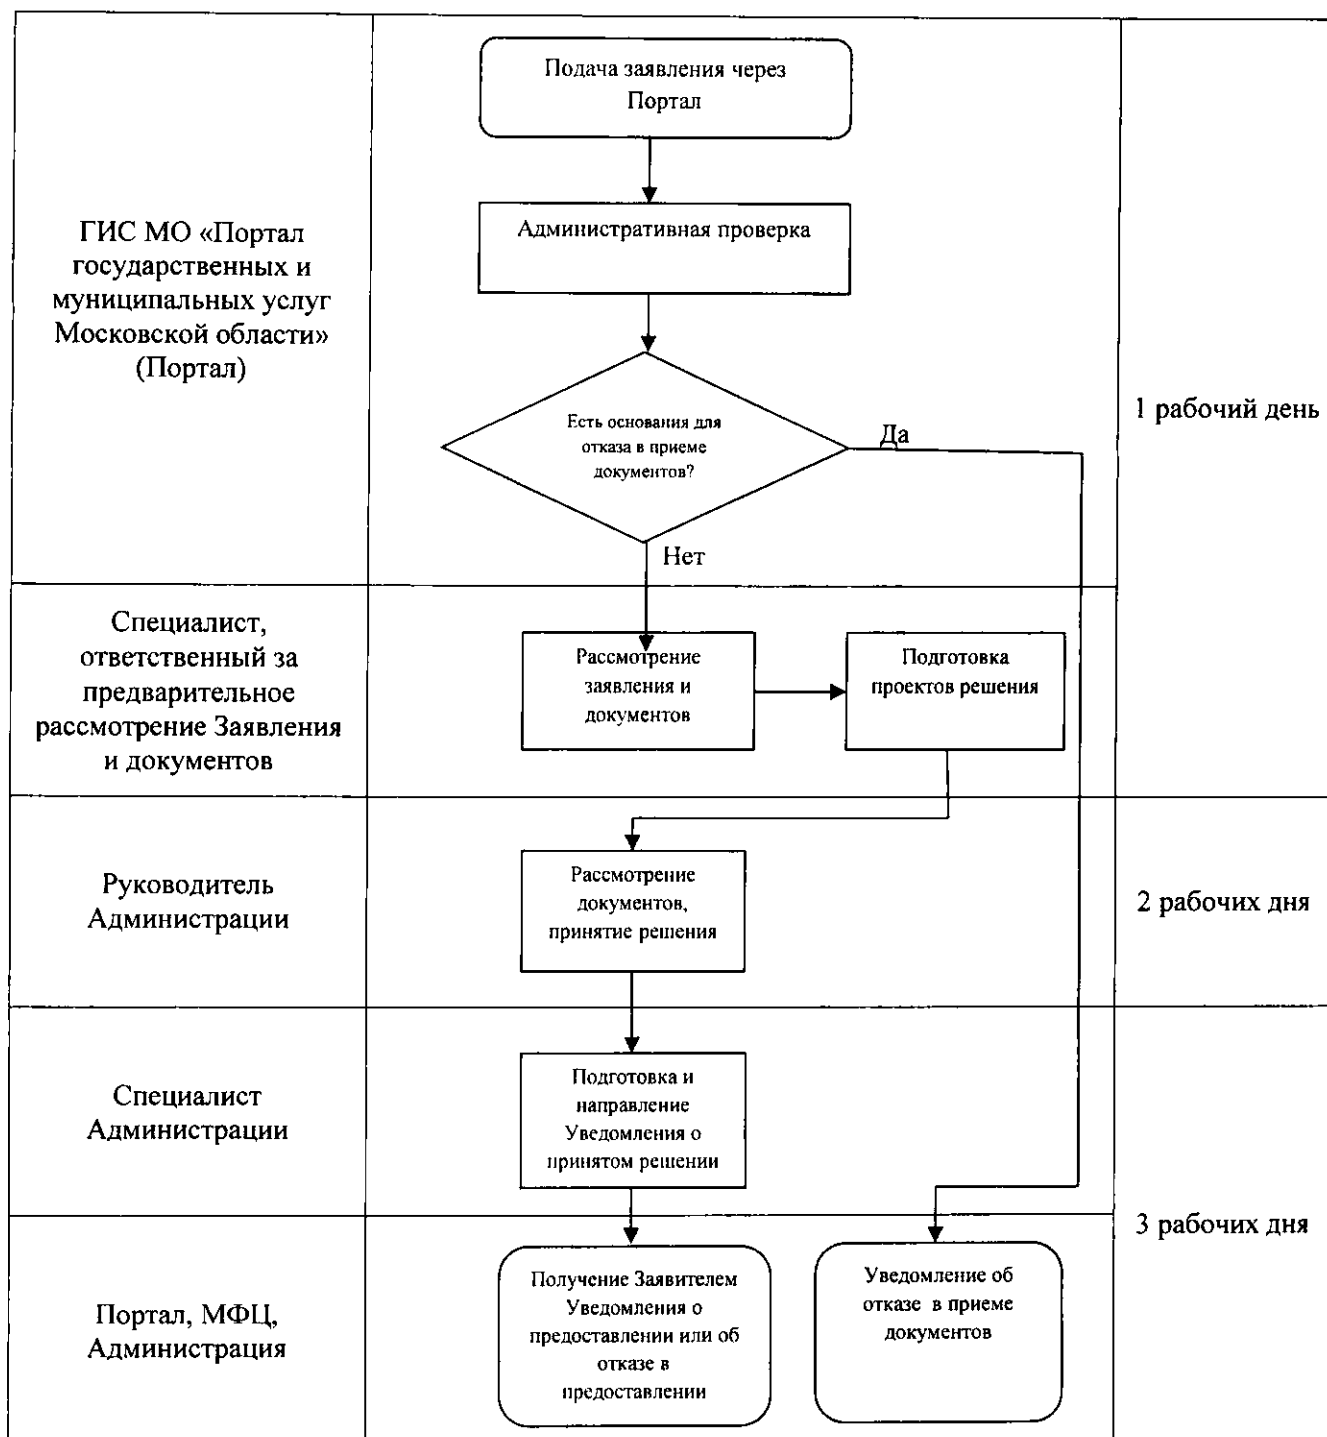 Подача заявления через
Портал
ГИС МО «Портал
государственных и
муниципальных услуг
Московской области»
(Портал)
Административная проверка
Есть основания для
отказа в приеме
документов?
Да
Нет
1 рабочий день
Специалист,
ответственный за
предварительное
рассмотрение Заявления
и документов
Рассмотрение
заявления и
документов
Подготовка
проектов решения
Руководитель
Администрации
Рассмотрение
документов,
принятие решения
2 рабочих дня
Специалист
Администрации
Подготовка и
направление
Уведомления о
принятом решении
3 рабочих дня
Портал, МФЦ,
Администрация
Получение Заявителем
Уведомления о
предоставлении или об
отказе в
предоставлении
Уведомление об
отказе в приеме
документов